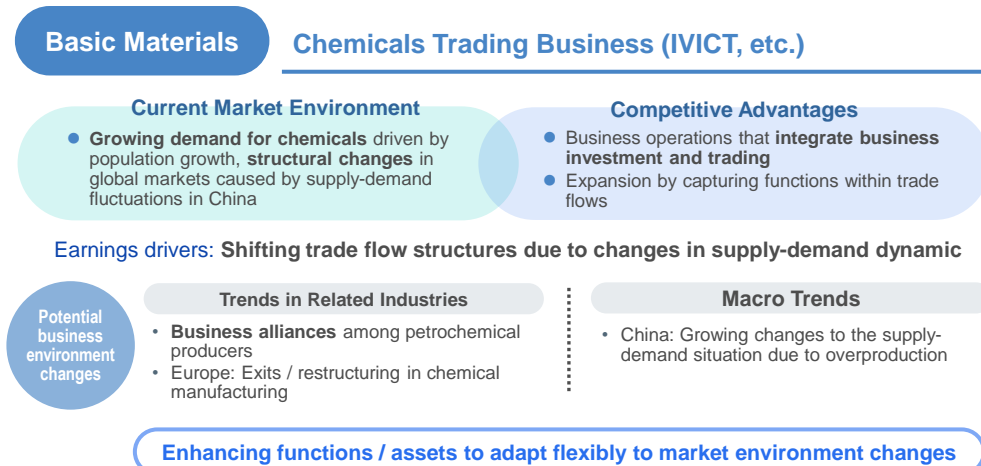 Basic Materials
Chemicals Trading Business (IVICT, etc.)
Current Market Environment
● Growing demand for chemicals driven by
population growth, structural changes in
global markets caused by supply-demand
fluctuations in China
Competitive Advantages
● Business operations that integrate business
investment and trading
● Expansion by capturing functions within trade
flows
Earnings drivers: Shifting trade flow structures due to changes in supply-demand dynamic
Potential
business
environment
changes
Trends in Related Industries
• Business alliances among petrochemical
producers
• Europe: Exits / restructuring in chemical
manufacturing
Macro Trends
• China: Growing changes to the supply-
demand situation due to overproduction
Enhancing functions / assets to adapt flexibly to market environment changes